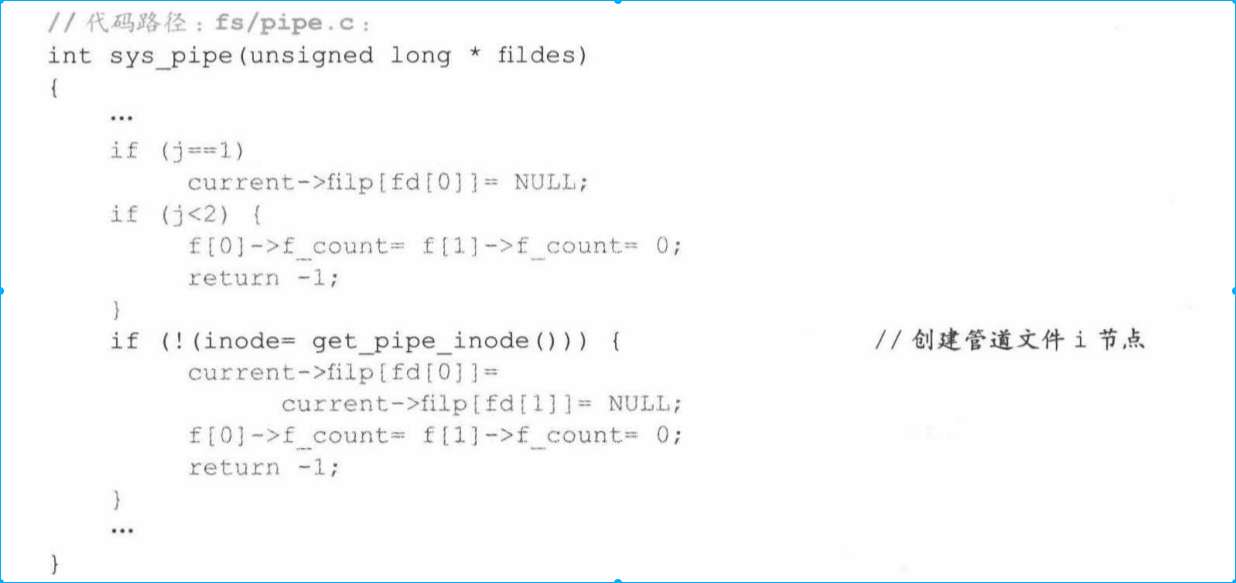 // 代码路径：fs/pipe.c：
int sys_pipe(unsigned long * fildes)
{
…
if (j==1)
current->filp[fd[0]]= NULL;
if (j<2) {
f[0]->f_count= f[1]->f_count= 0;
return -1;
}
if (!(inode= get_pipe_inode())) { // 创建管道文件 i 节点
current->filp[fd[0]]=
current->filp[fd[1]]= NULL;
f[0]->f_count= f[1]->f_count= 0;
return -1;
}
…
}